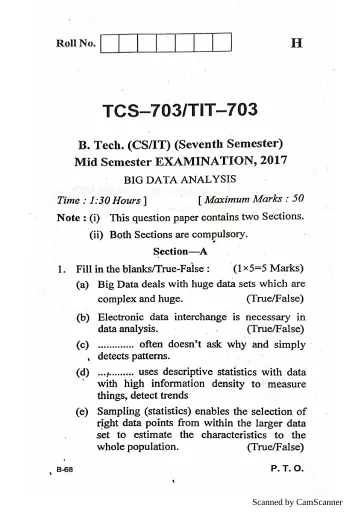 Roll No.
H
TCS–703/TIT–703
B. Tech. (CS/IT) (Seventh Semester)
Mid Semester EXAMINATION, 2017
BIG DATA ANALYSIS
Time : 1:30 Hours ] [ Maximum Marks : 50
Note : (i) This question paper contains two Sections.
(ii) Both Sections are compulsory.
Section—A
1. Fill in the blanks/True-False : (1×5=5 Marks)
(a) Big Data deals with huge data sets which are
complex and huge. (True/False)
(b) Electronic data interchange is necessary in
data analysis. (True/False)
(c) ............. often doesn't ask why and simply
detects patterns.
(d) ............. uses descriptive statistics with data
with high information density to measure
things, detect trends
(e) Sampling (statistics) enables the selection of
right data points from within the larger data
set to estimate the characteristics to the
whole population. (True/False)
B-68 P. T. O.
Scanned by CamScanner